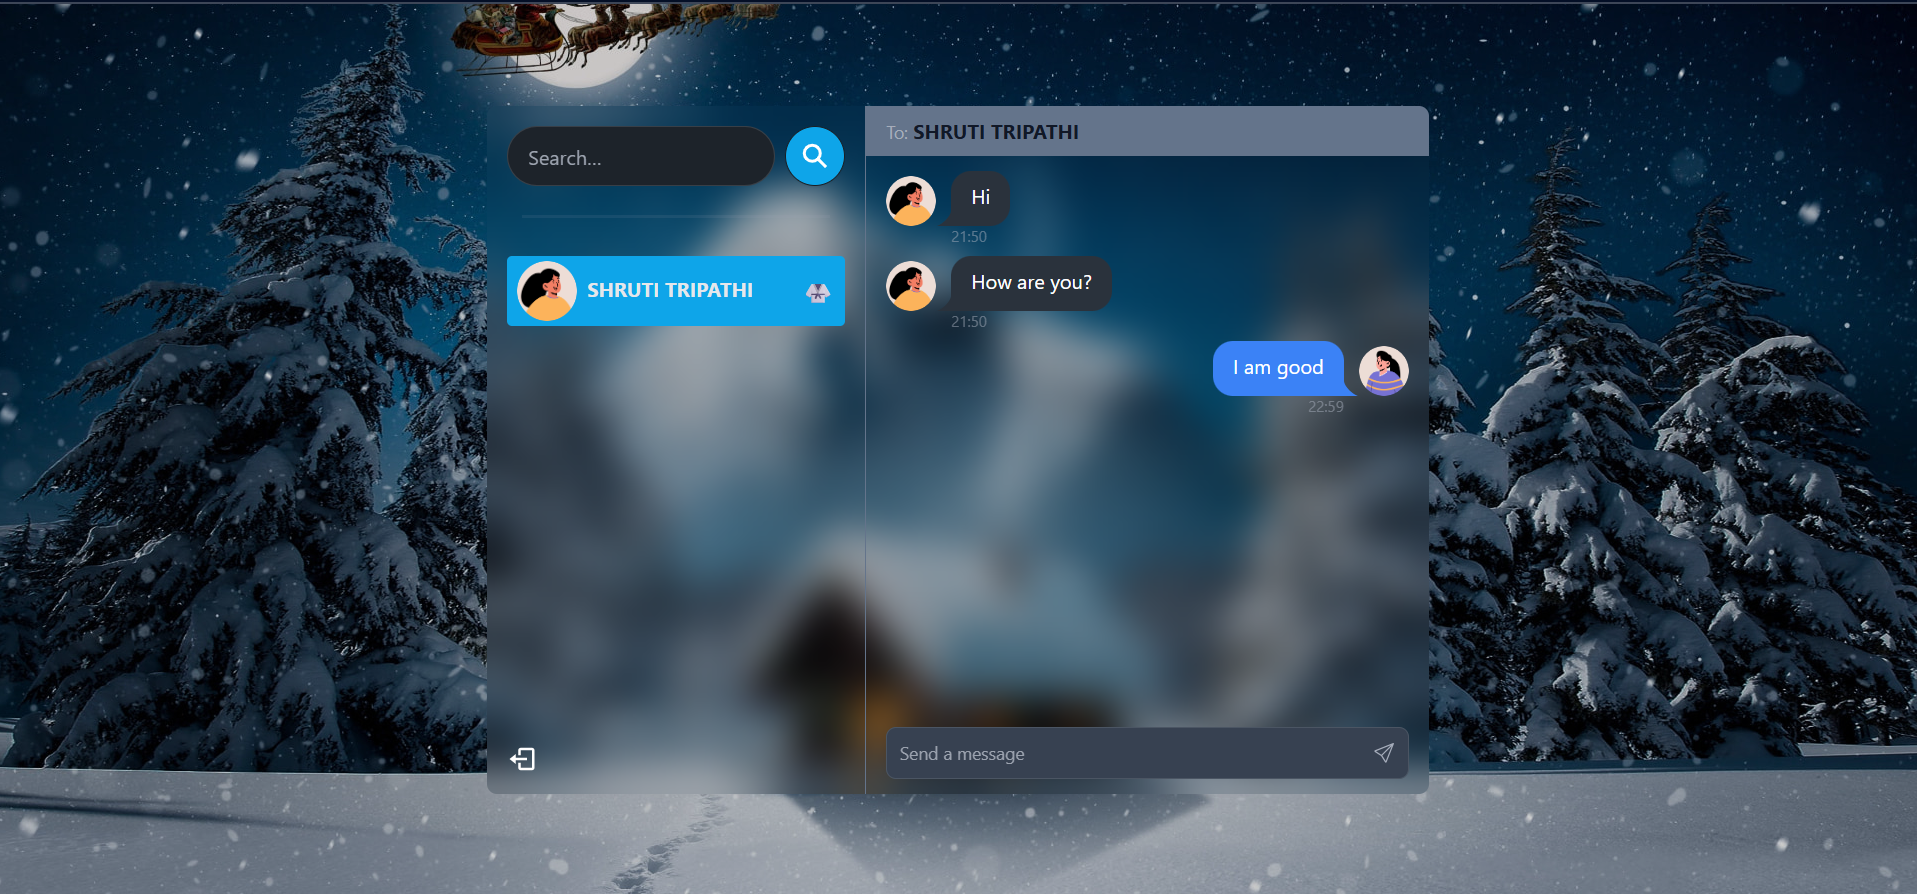 Search...
SHRUTI TRIPATHI
To: SHRUTI TRIPATHI
Hi
21:50
How are you?
21:50
I am good
22:59
Send a message